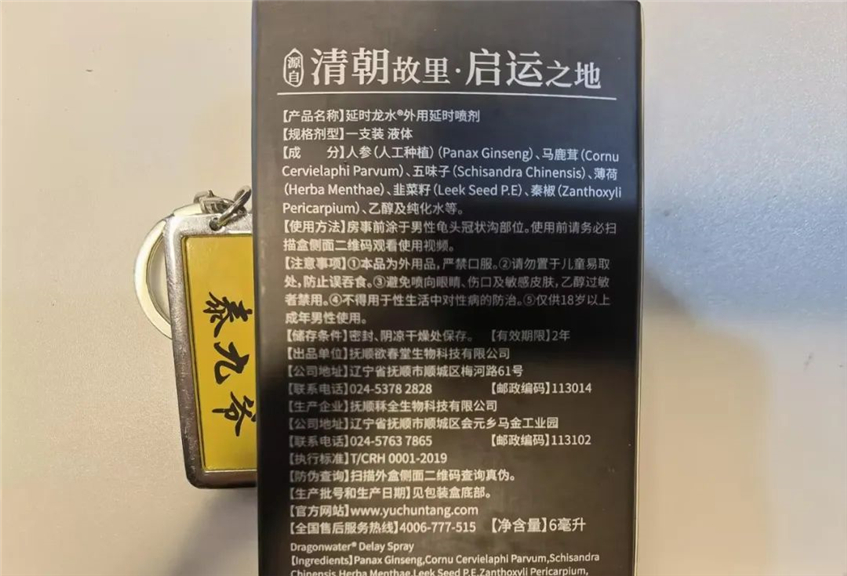 源自 清朝故里·启运之地
【产品名称】延时龙水®外用延时喷剂
【规格剂型】一支装 液体
【成 分】人参(人工种植)(Panax Ginseng)、马鹿茸(Cornu
Cervielaphi Parvum)、五味子(Schisandra Chinensis)、薄荷
(Herba Menthae)、韭菜籽(Leek Seed P.E)、秦椒(Zanthoxyli
Pericarpium)、乙醇及纯化水等。
【使用方法】房事前涂于男性龟头冠状沟部位。使用前请务必扫
描盒侧面二维码观看使用视频。
【注意事项】①本品为外用品,严禁口服。②请勿置于儿童易取
处,防止误吞食。③避免喷向眼睛、伤口及敏感皮肤,乙醇过敏
者禁用。④不得用于性生活中对性病的防治。⑤仅供18岁以上
成年男性使用。
【储存条件】密封、阴凉干燥处保存。 【有效期限】2年
【出品单位】抚顺欲春堂生物科技有限公司
【公司地址】辽宁省抚顺市顺城区梅河路61号
【联系电话】024-5378 2828 【邮政编码】113014
【生产企业】抚顺秝全生物科技有限公司
【公司地址】辽宁省抚顺市顺城区会元乡马金工业园
【联系电话】024-5763 7865 【邮政编码】113102
【执行标准】T/CRH 0001-2019
【防伪查询】扫描外盒侧面二维码查询真伪。
【生产批号和生产日期】见包装盒底部。
【官方网站】www.yuchuntang.com
【全国售后服务热线】4006-777-515 【净含量】6毫升
Dragonwater® Delay Spray
【Ingredients】Panax Ginseng,Cornu Cervielaphi Parvum,Schisandra
Chinensis,Herba Menthae,Leek Seed P.E,Zanthoxyli Pericarpium,
泰九爷